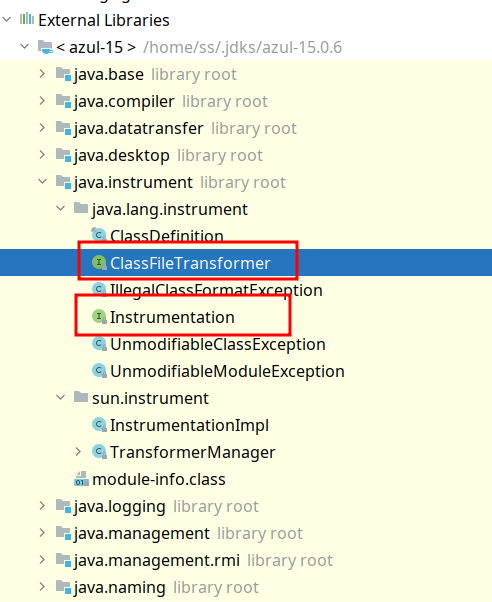 External Libraries
< azul-15 > /home/ss/.jdks/azul-15.0.6
java.base library root
java.compiler library root
java.datatransfer library root
java.desktop library root
java.instrument library root
java.lang.instrument
ClassDefinition
ClassFileTransformer
IllegalClassFormatException
Instrumentation
UnmodifiableClassException
UnmodifiableModuleException
sun.instrument
InstrumentationImpl
TransformerManager
module-info.class
java.logging library root
java.management library root
java.management.rmi library root
java.naming library root